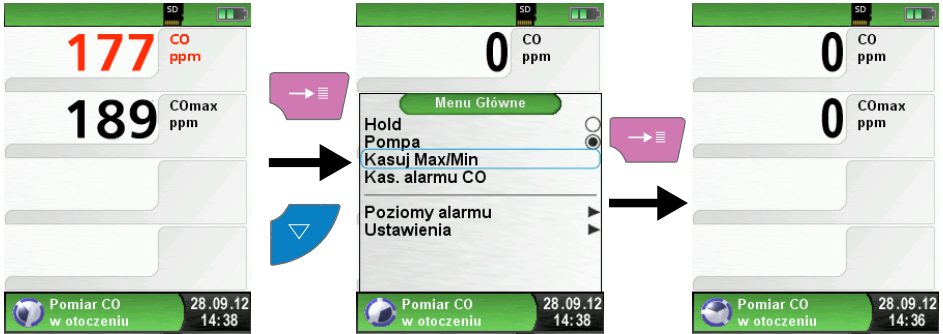 SD
177
CO
ppm
189
COmax
ppm
Pomiar CO
w otoczeniu
28.09.12
14:38
SD
0
CO
ppm
Menu Główne
Hold
Pompa
Kasuj Max/Min
Kas. alarmu CO
Poziomy alarmu
Ustawienia
Pomiar CO
w otoczeniu
28.09.12
14:38
SD
0
CO
ppm
0
COmax
ppm
Pomiar CO
w otoczeniu
28.09.12
14:36